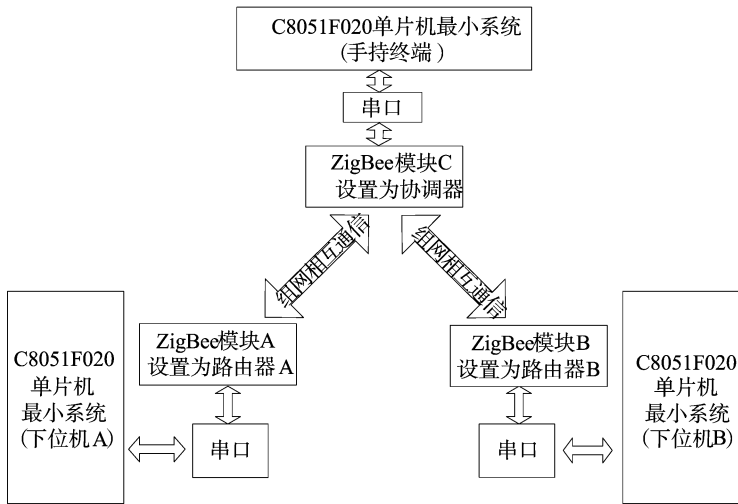 C8051F020单片机最小系统
(手持终端 )
串口
ZigBee模块C
设置为协调器
组网相互通信
组网相互通信
C8051F020
单片机
最小系统
(下位机 A)
ZigBee模块A
设置为路由器 A
串口
ZigBee模块B
设置为路由器B
串口
C8051F020
单片机
最小系统
(下位机B)